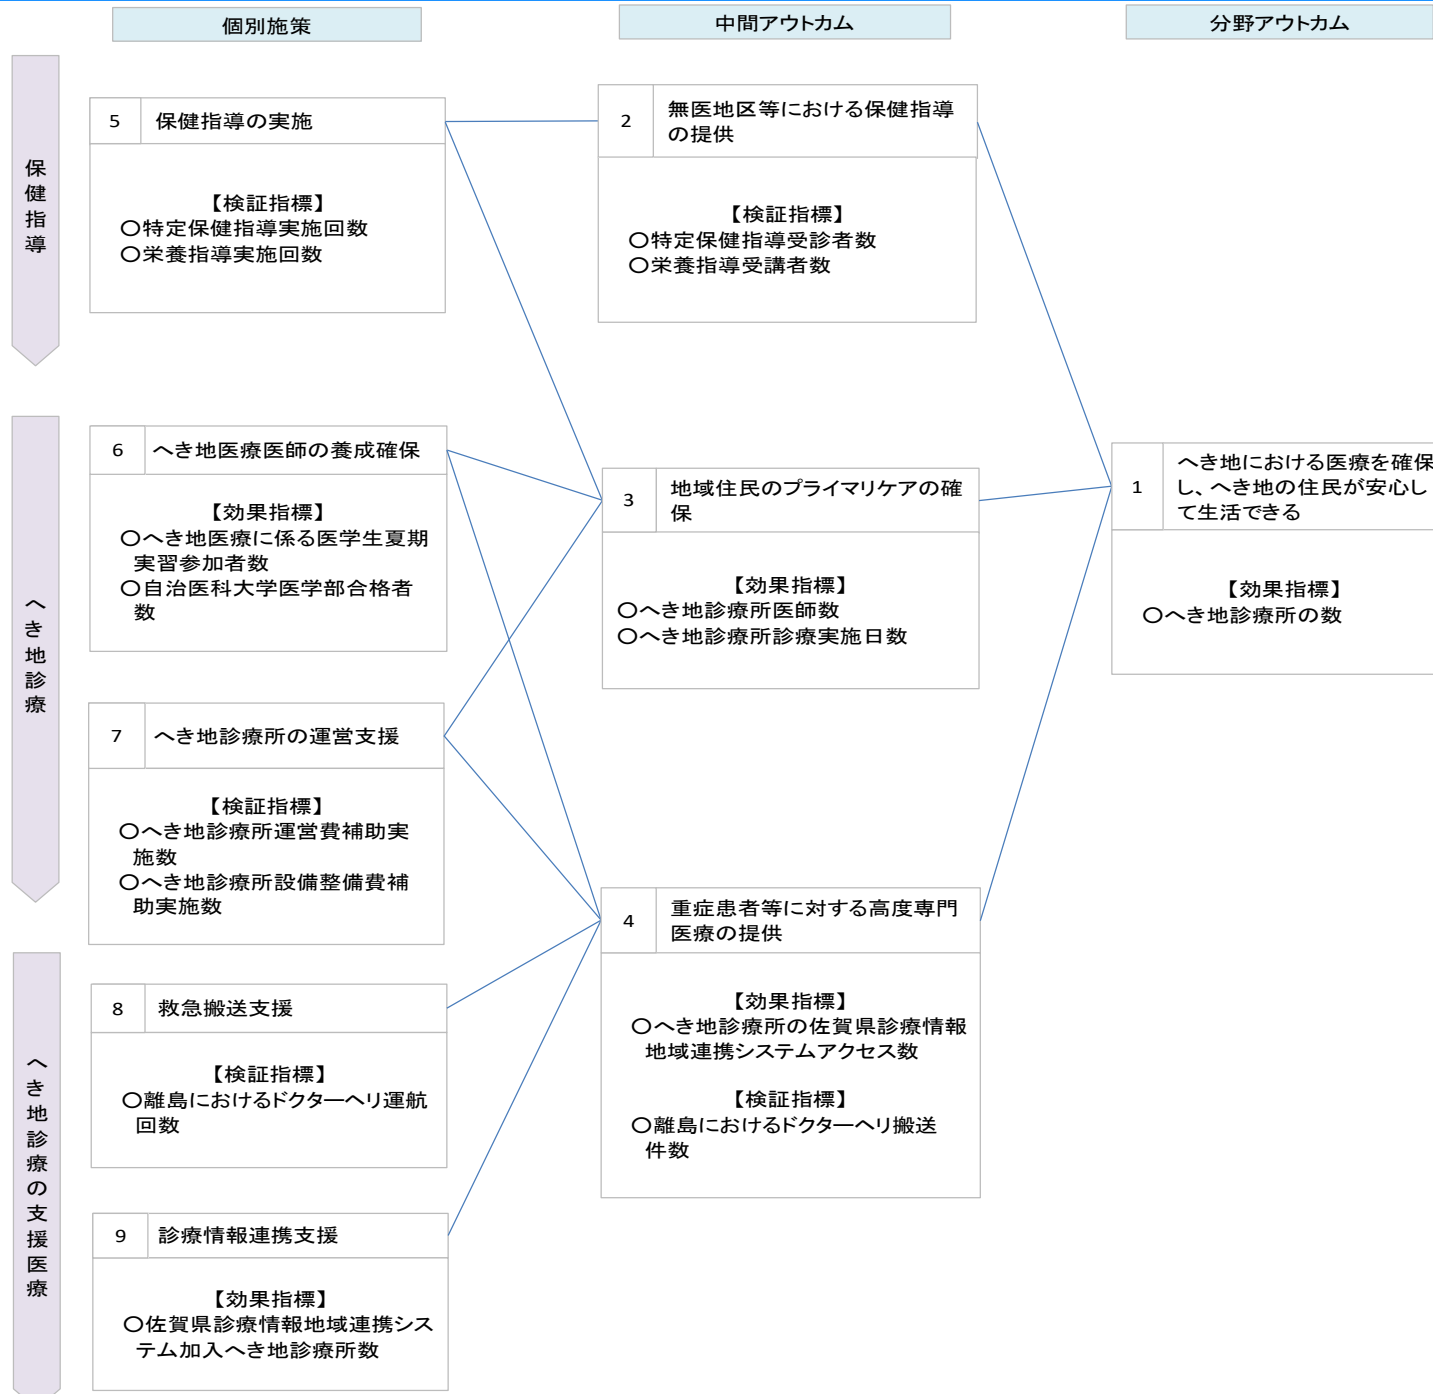 個別施策
中間アウトカム
分野アウトカム
保健指導
5 保健指導の実施
【検証指標】
〇特定保健指導実施回数
〇栄養指導実施回数
2 無医地区等における保健指導
の提供
【検証指標】
〇特定保健指導受診者数
〇栄養指導受講者数
へき地診療
6 へき地医療医師の養成確保
【効果指標】
〇へき地医療に係る医学生夏期
実習参加者数
〇自治医科大学医学部合格者
数
7 へき地診療所の運営支援
【検証指標】
〇へき地診療所運営費補助実
施数
〇へき地診療所設備整備費補
助実施数
3 地域住民のプライマリケアの確
保
【効果指標】
〇へき地診療所医師数
〇へき地診療所診療実施日数
1 へき地における医療を確保
し、へき地の住民が安心し
て生活できる
【効果指標】
〇へき地診療所の数
へき地診療の支援医療
8 救急搬送支援
【検証指標】
〇離島におけるドクターヘリ運航
回数
9 診療情報連携支援
【効果指標】
〇佐賀県診療情報地域連携シス
テム加入へき地診療所数
4 重症患者等に対する高度専門
医療の提供
【効果指標】
〇へき地診療所の佐賀県診療情報
地域連携システムアクセス数
【検証指標】
〇離島におけるドクターヘリ搬送
件数